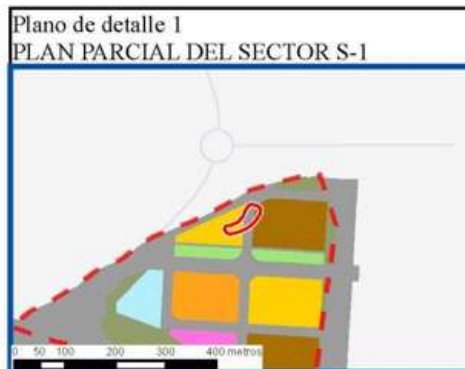 Plano de detalle 1
PLAN PARCIAL DEL SECTOR S-1
0 50 100 200 300 400 metros